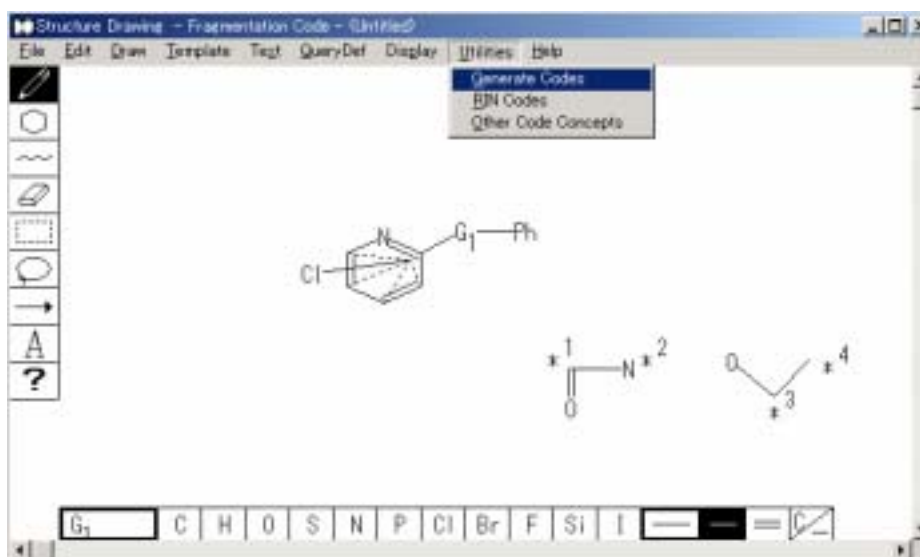 Structure Drawing - Fragmentation Code - (Untitled)
File Edit Draw Template Text QueryDef Display Utilities Help
Generate Codes
RIN Codes
Other Code Concepts
N
G1 Ph
Cl
*1 N *2
O
O *4
*3
A
?
G1 C H O S N P Cl Br F Si I C